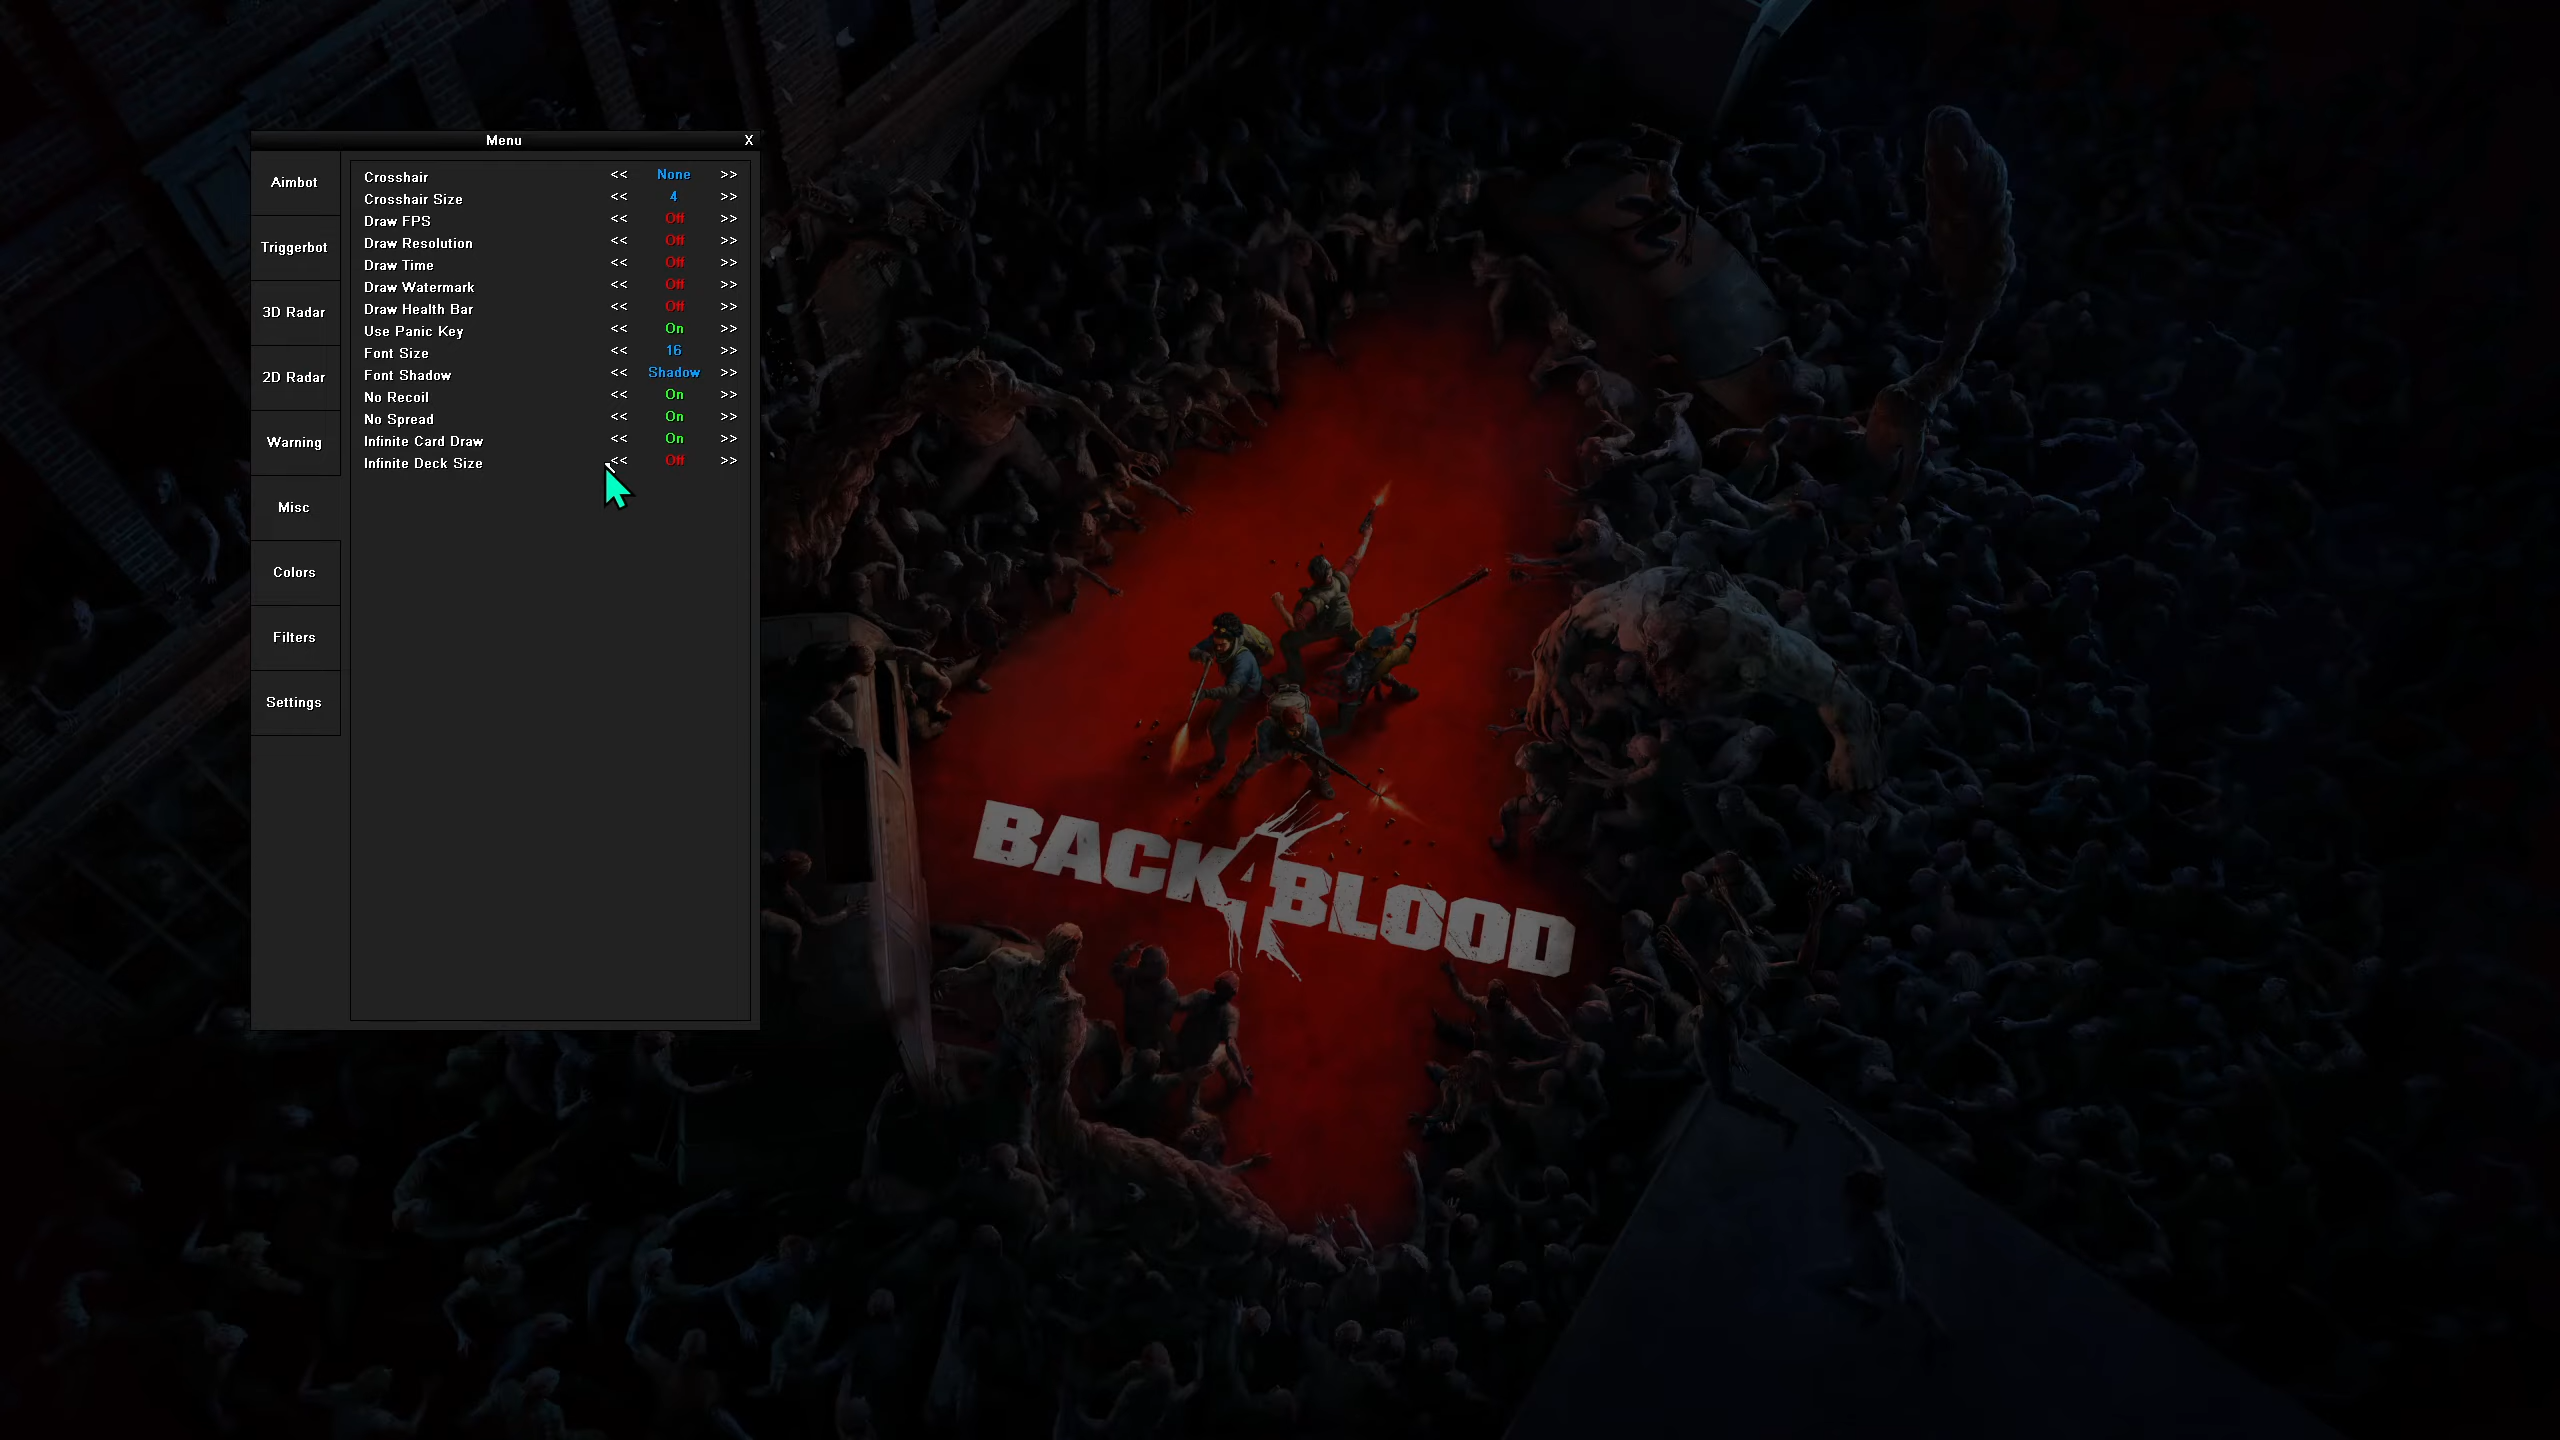 Menu X
Aimbot
Triggerbot
3D Radar
2D Radar
Warning
Misc
Colors
Filters
Settings
Crosshair << None >>
Crosshair Size << 4 >>
Draw FPS << Off >>
Draw Resolution << Off >>
Draw Time << Off >>
Draw Watermark << Off >>
Draw Health Bar << Off >>
Use Panic Key << On >>
Font Size << 16 >>
Font Shadow << Shadow >>
No Recoil << On >>
No Spread << On >>
Infinite Card Draw << On >>
Infinite Deck Size << Off >>
BACK 4 BLOOD